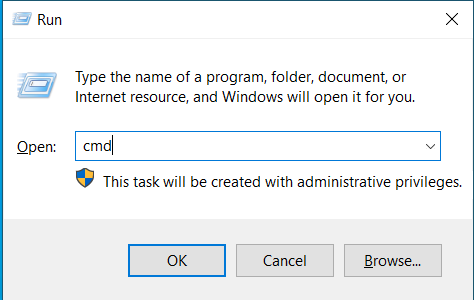 Run
Type the name of a program, folder, document, or
Internet resource, and Windows will open it for you.
Open: cmd
This task will be created with administrative privileges.
OK Cancel Browse...